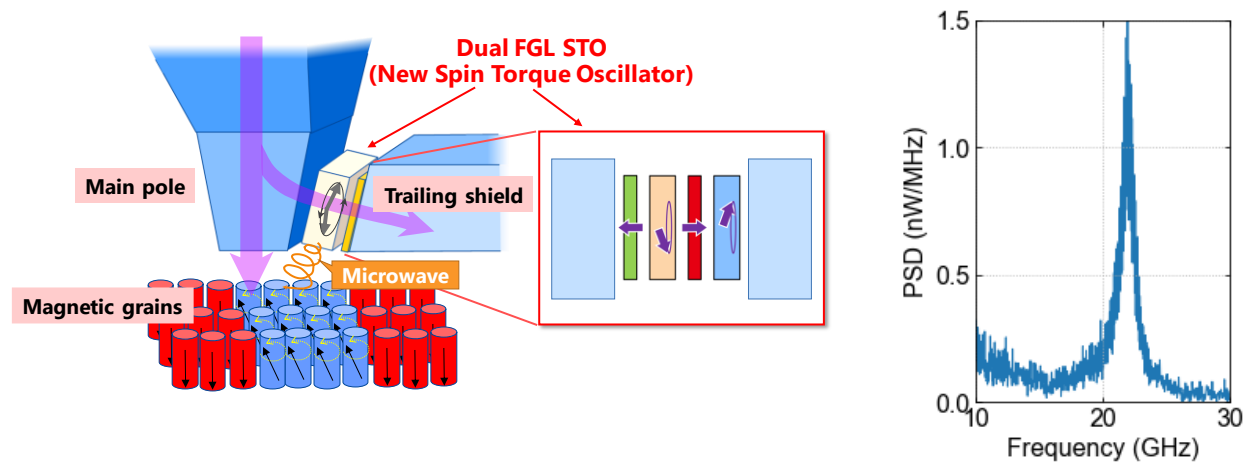 Dual FGL STO
(New Spin Torque Oscillator)
Main pole
Trailing shield
Microwave
Magnetic grains
PSD (nW/MHz)
1.5
1.0
0.5
0.0
10
20
30
Frequency (GHz)